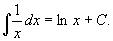 ∫ 1/x dx = ln x + C.